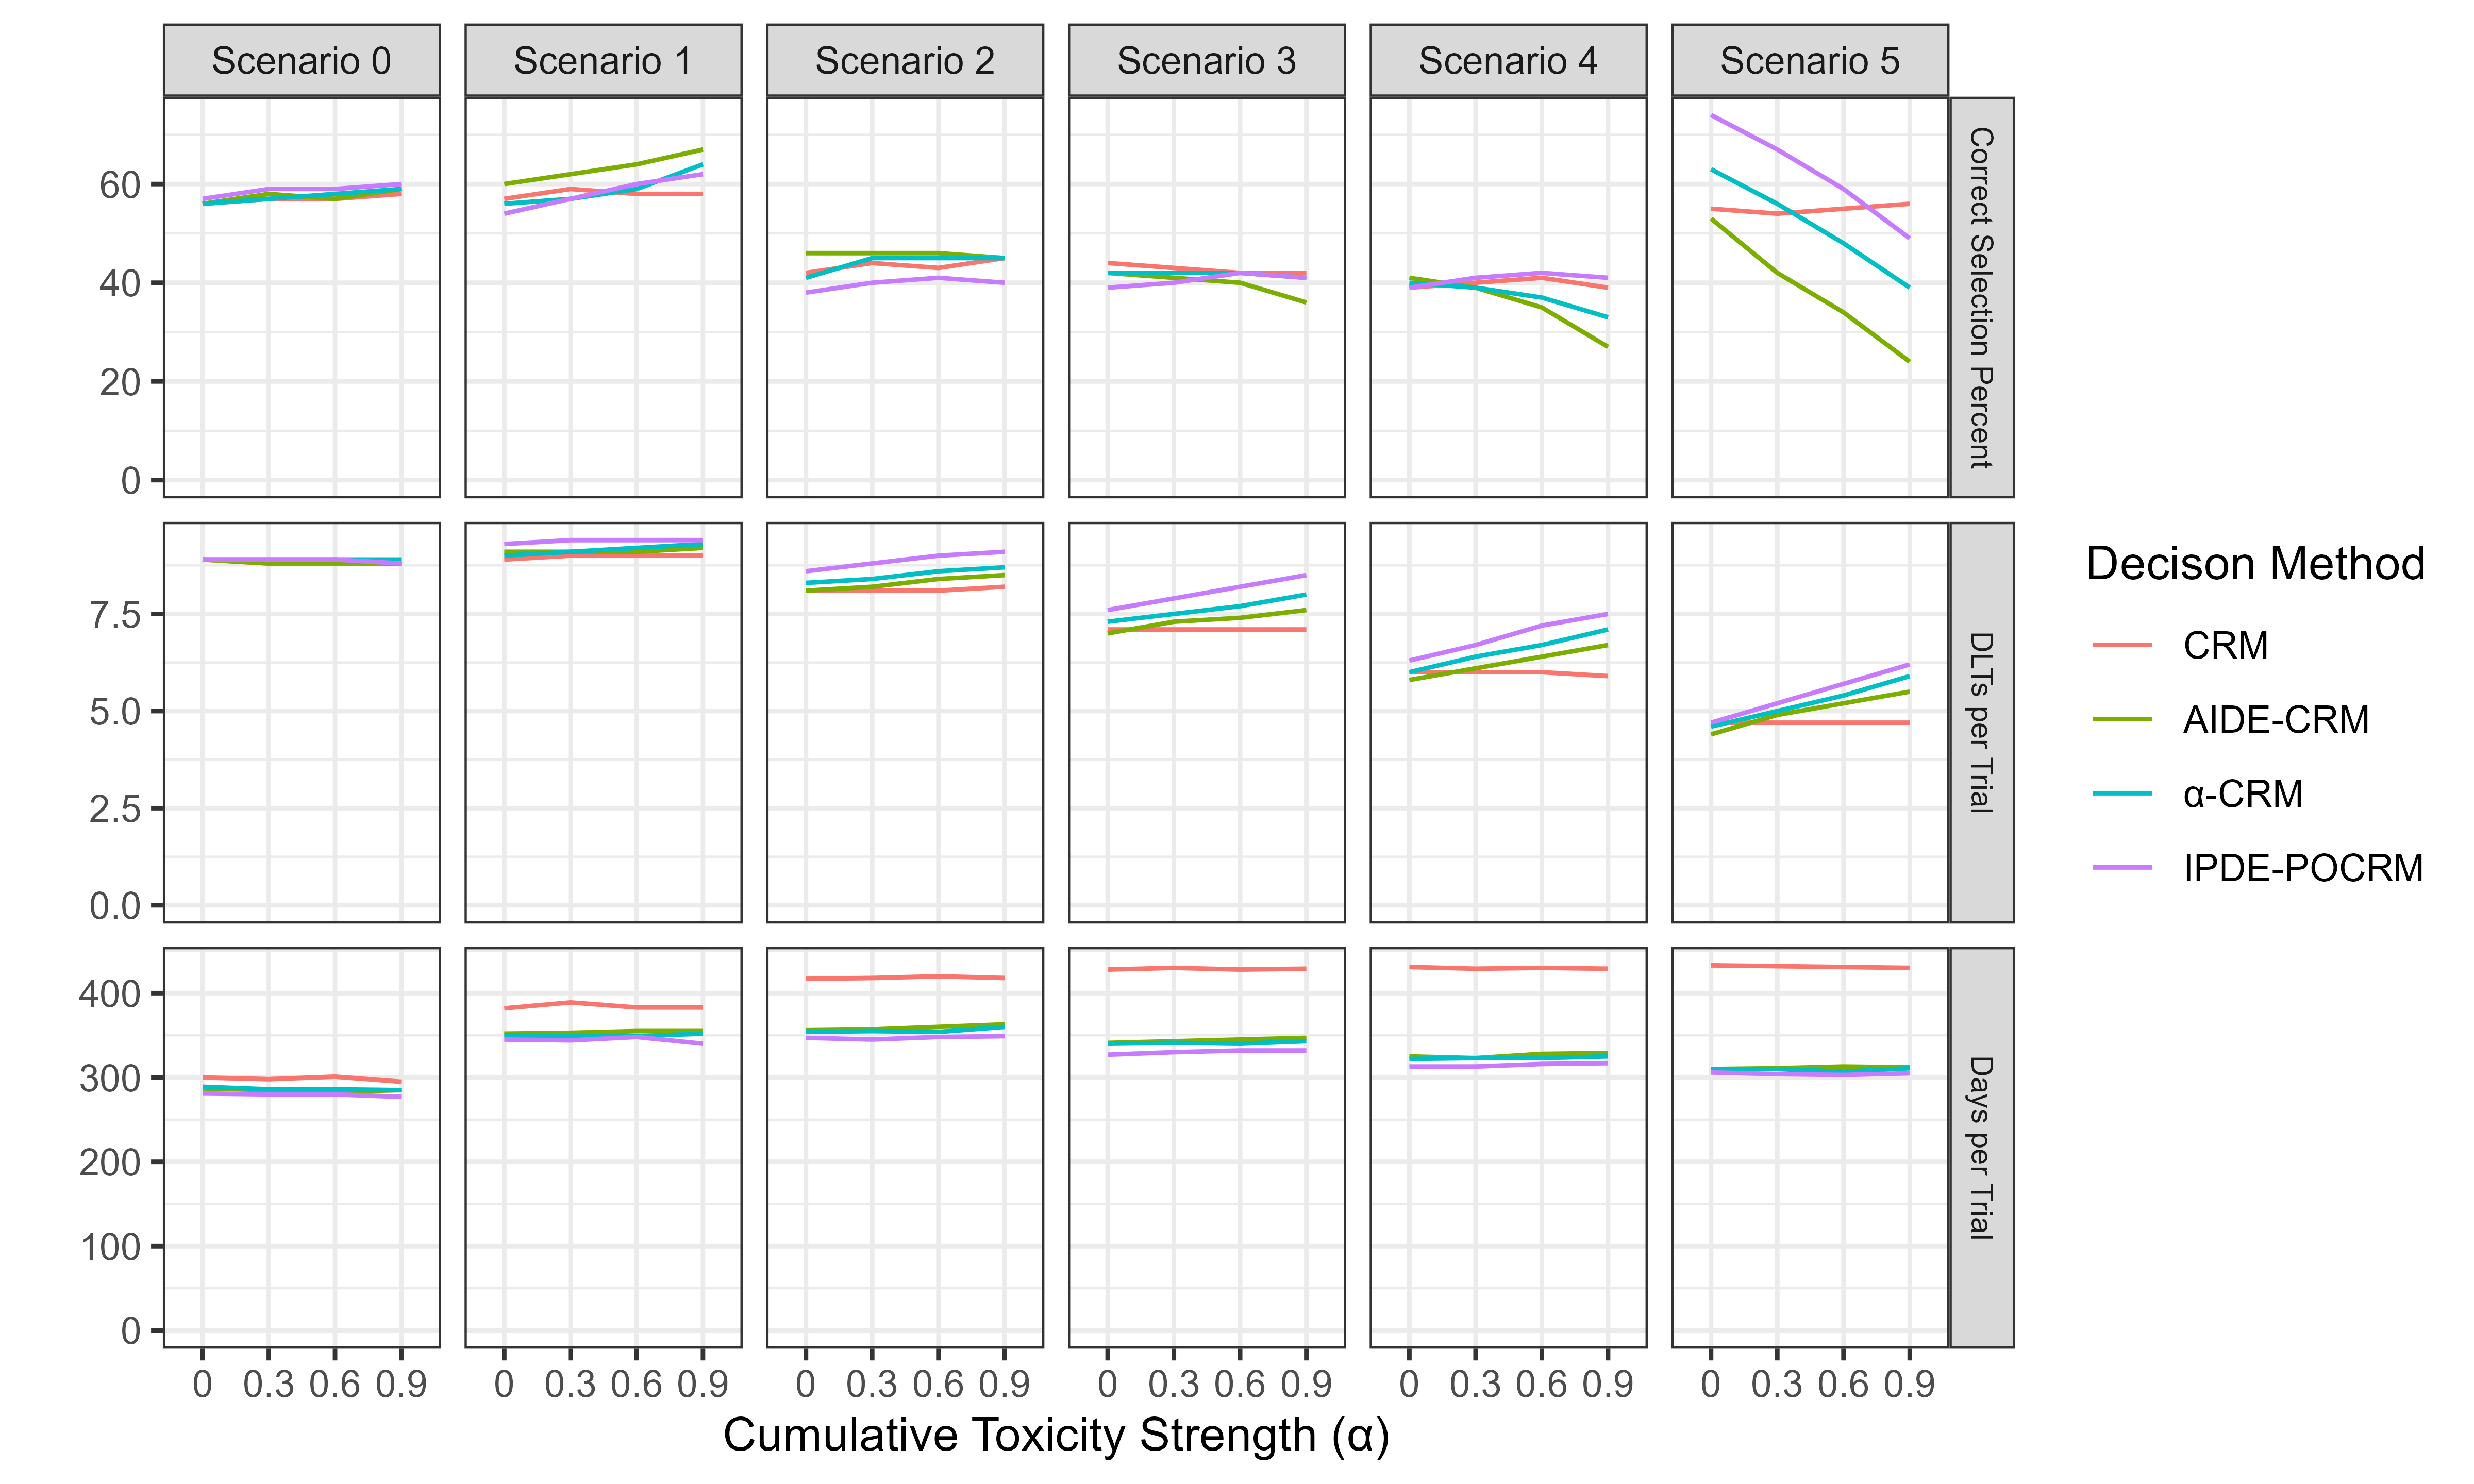 Scenario 0 Scenario 1 Scenario 2 Scenario 3 Scenario 4 Scenario 5
60
40
20
0
Correct Selection Percent
7.5
5.0
2.5
0.0
DLTs per Trial
400
300
200
100
0
Days per Trial
0 0.3 0.6 0.9 0 0.3 0.6 0.9 0 0.3 0.6 0.9 0 0.3 0.6 0.9 0 0.3 0.6 0.9 0 0.3 0.6 0.9
Cumulative Toxicity Strength (α)
Decison Method
CRM
AIDE-CRM
α-CRM
IPDE-POCRM